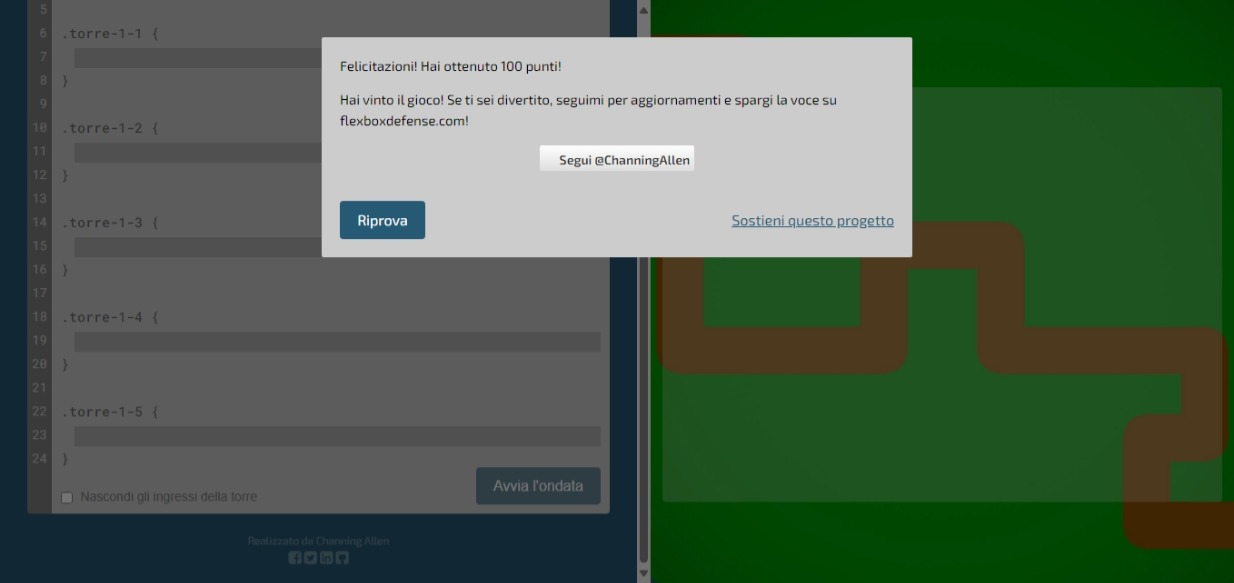 5
6 .torre-1-1 {
7
8 }
9
10 .torre-1-2 {
11
12 }
13
14 .torre-1-3 {
15
16 }
17
18 .torre-1-4 {
19
20 }
21
22 .torre-1-5 {
23
24 }
Nascondi gli ingressi della torre
Avvia l'ondata
Realizzato da Channing Allen
Felicitazioni! Hai ottenuto 100 punti!
Hai vinto il gioco! Se ti sei divertito, seguimi per aggiornamenti e spargi la voce su
flexboxdefense.com!
Segui @ChanningAllen
Riprova
Sostieni questo progetto